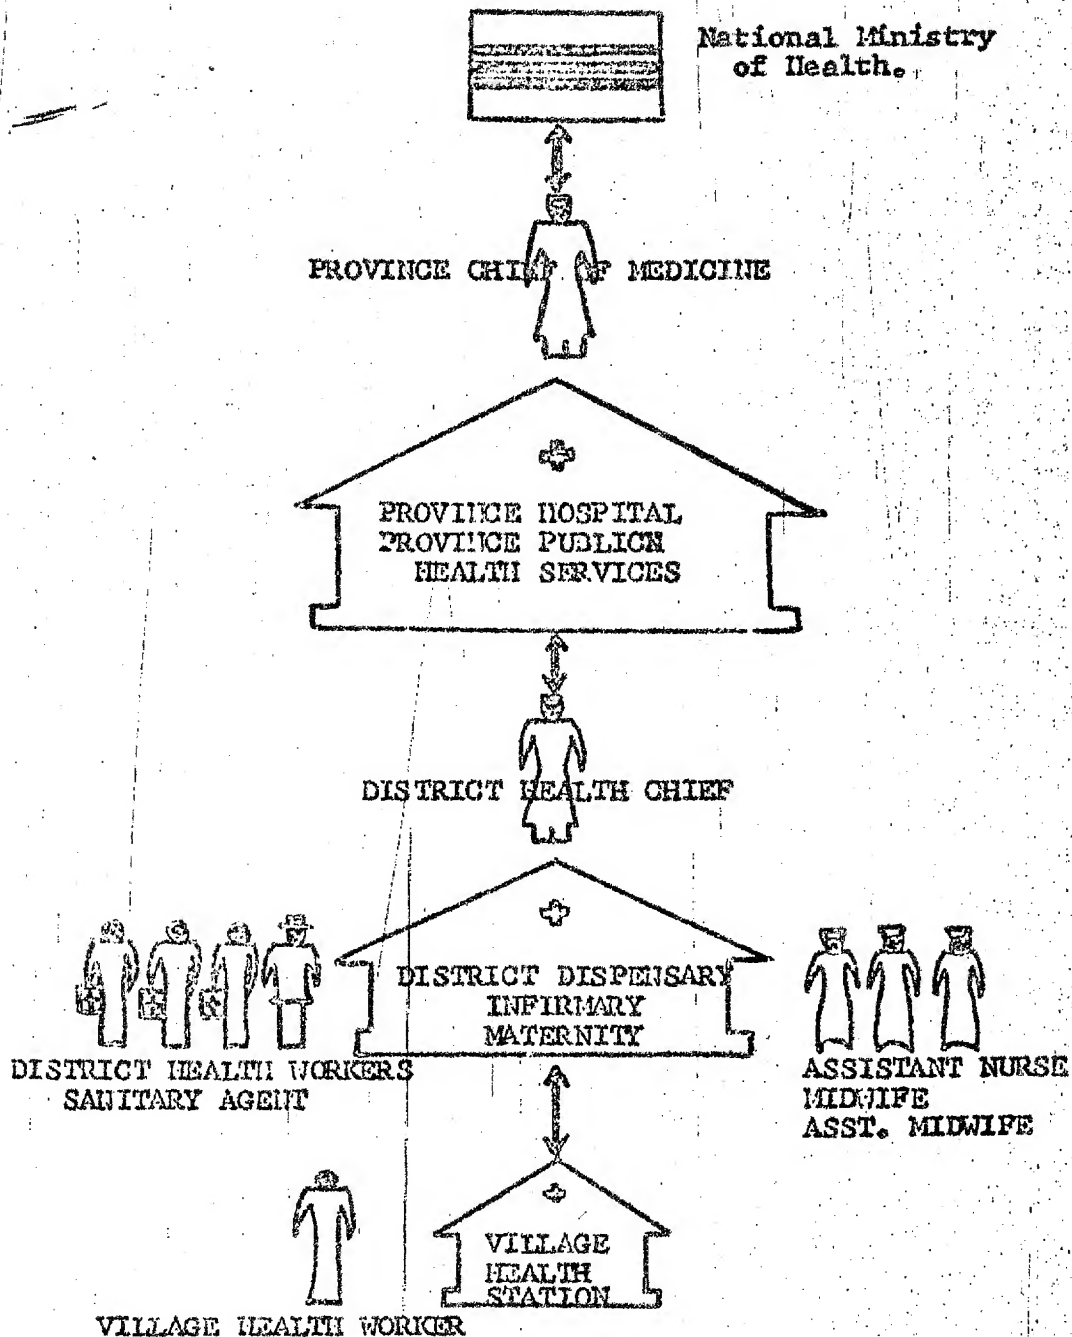 National Ministry
of Health.
PROVINCE CHIEF OF MEDICINE
PROVINCE HOSPITAL
PROVINCE PUBLICH
HEALTH SERVICES
DISTRICT HEALTH CHIEF
DISTRICT DISPENSARY
INFIRMARY
MATERNITY
DISTRICT HEALTH WORKERS
SANITARY AGENT
ASSISTANT NURSE
MIDWIFE
ASST. MIDWIFE
VILLAGE
HEALTH
STATION
VILLAGE HEALTH WORKER